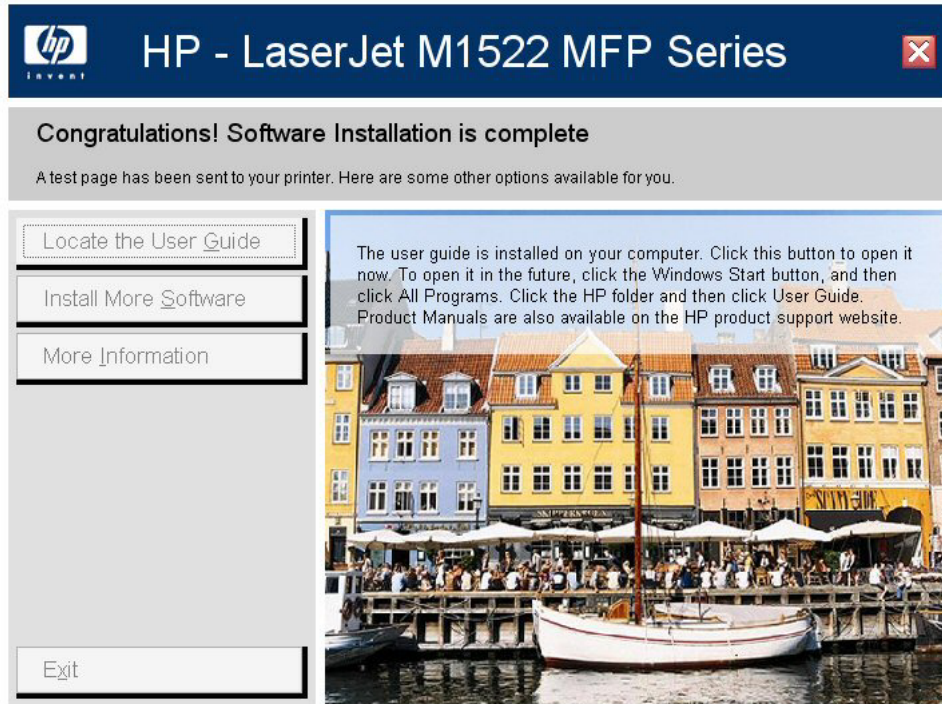 hp
invent
HP - LaserJet M1522 MFP Series
Congratulations! Software Installation is complete
A test page has been sent to your printer. Here are some other options available for you.
Locate the User Guide
Install More Software
More Information
Exit
The user guide is installed on your computer. Click this button to open it
now. To open it in the future, click the Windows Start button, and then
click All Programs. Click the HP folder and then click User Guide.
Product Manuals are also available on the HP product support website.